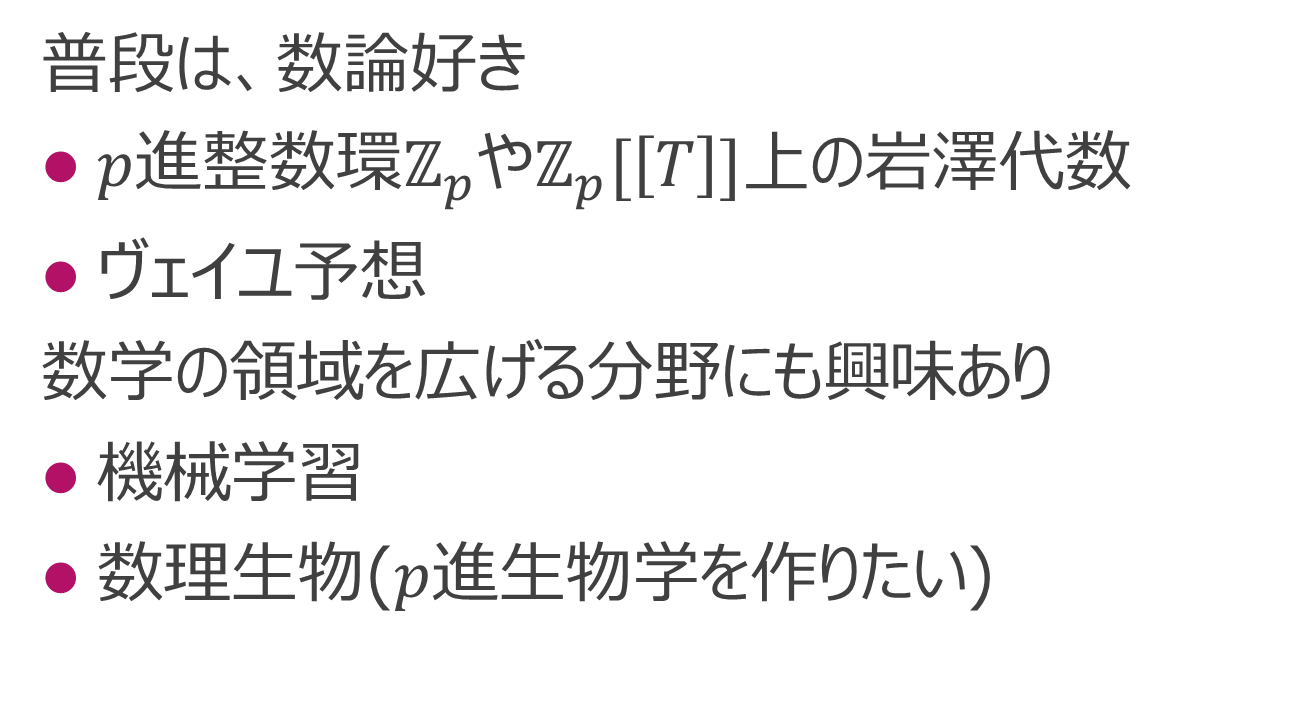 普段は、数論好き
● 𝑝進整数環ℤ𝑝やℤ𝑝[[𝑇]]上の岩澤代数
● ヴェイユ予想
数学の領域を広げる分野にも興味あり
● 機械学習
● 数理生物(𝑝進生物学を作りたい)